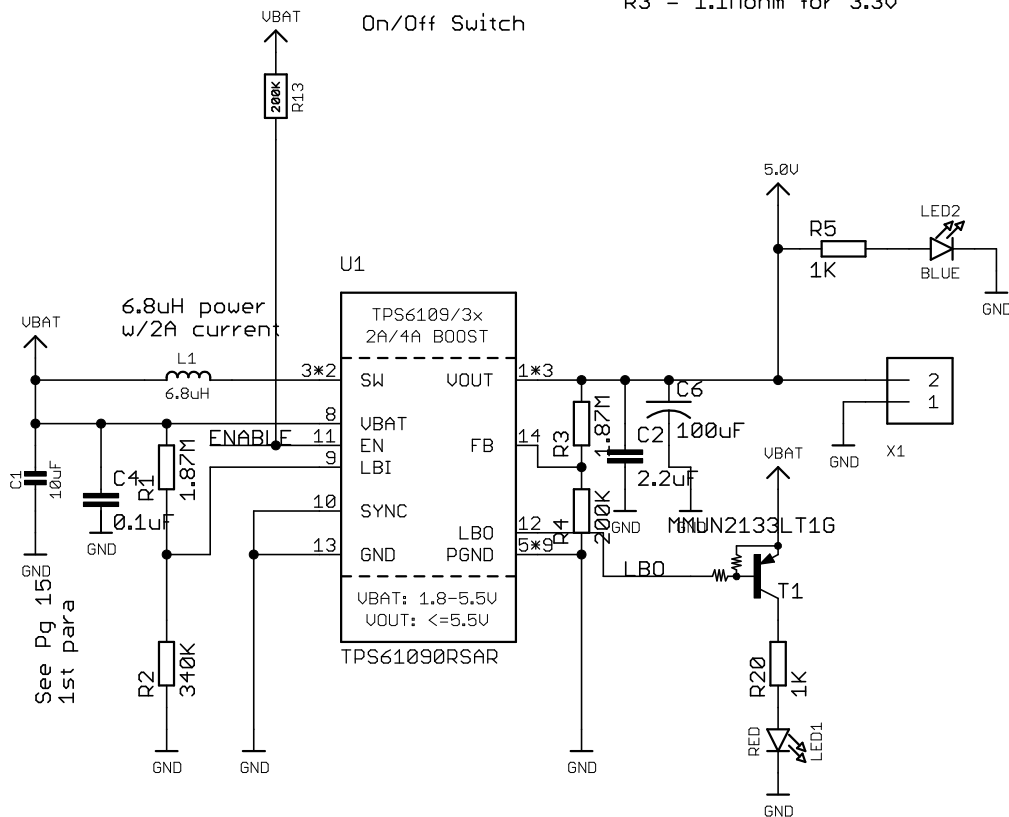 R3 - 1.1Mohm for 3.3V
VBAT
On/Off Switch
200K
R13
5.0V
LED2
R5
1K
BLUE
GND
U1
6.8uH power
w/2A current
TPS6109/3x
2A/4A BOOST
VBAT
L1
6.8uH
3*2
SW
VOUT
1*3
8
VBAT
ENABLE
11
EN
FB
14
9
LBI
10
SYNC
LBO
12
13
GND
PGND
5*9
VBAT: 1.8-5.5V
VOUT: <=5.5V
TPS61090RSAR
C1
10uF
GND
C4
0.1uF
GND
R1
1.87M
See Pg 15
1st para
R2
340K
GND
GND
R3
1.87M
R4
200K
GND
C2
2.2uF
GND
C6
100uF
GND
2
1
X1
GND
VBAT
MMUN2133LT1G
LBO
T1
R20
1K
RED
LED1
GND